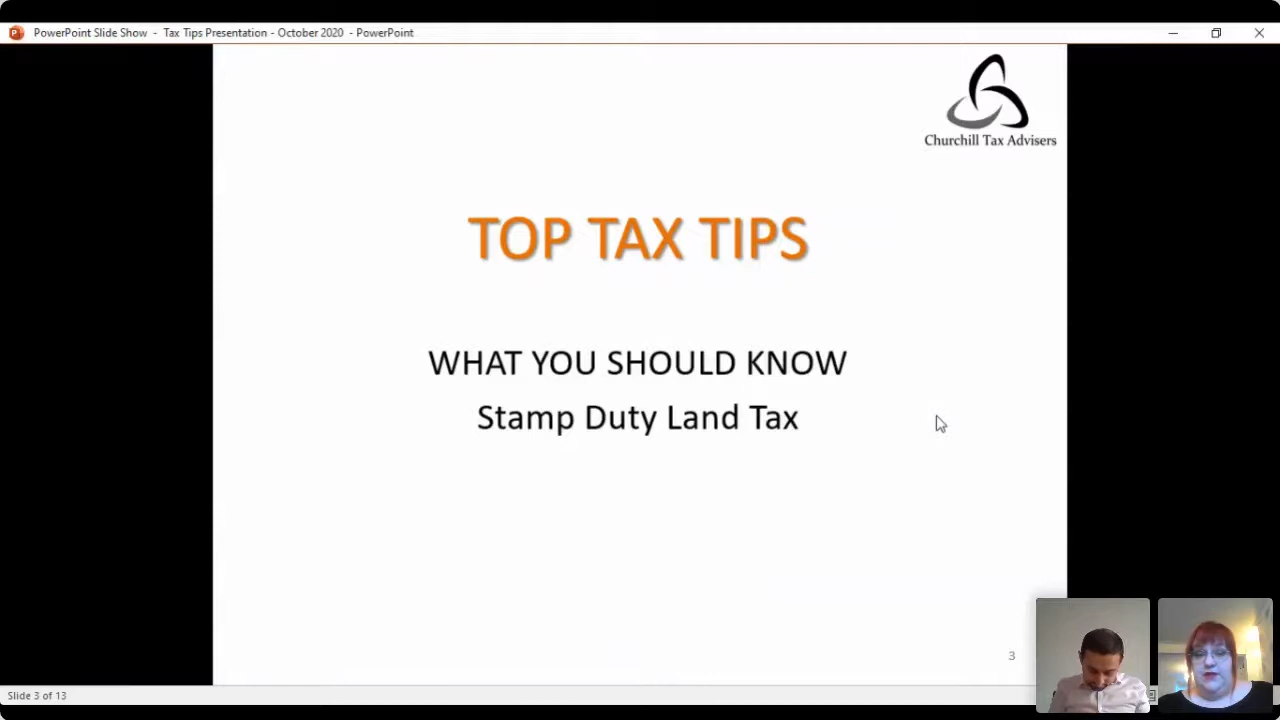 PowerPoint Slide Show - Tax Tips Presentation - October 2020 - PowerPoint
Churchill Tax Advisers
TOP TAX TIPS
WHAT YOU SHOULD KNOW
Stamp Duty Land Tax
3
Slide 3 of 13